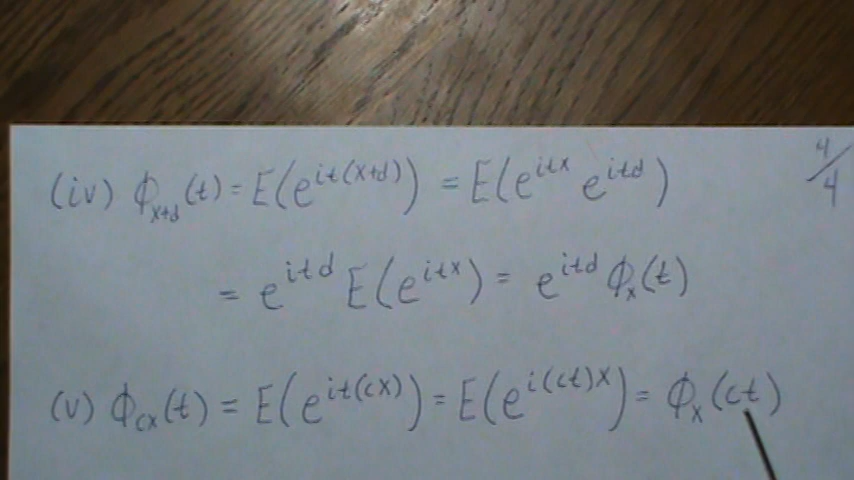 4/4
(iv) ϕ_{x+d}(t) = E(e^{it(x+d)}) = E(e^{itx} e^{itd})
= e^{itd} E(e^{itx}) = e^{itd} ϕ_x(t)
(v) ϕ_{cx}(t) = E(e^{it(cx)}) = E(e^{i(ct)x}) = ϕ_x(ct)